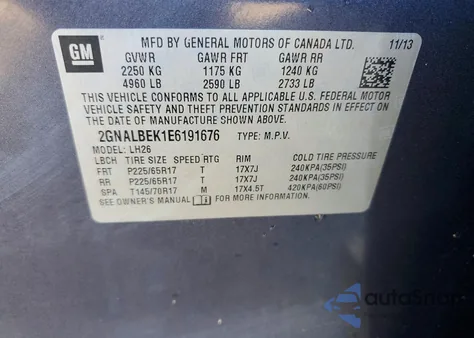 GM
MFD BY GENERAL MOTORS OF CANADA LTD. 11/13
GVWR GAWR FRT GAWR RR
2250 KG 1175 KG 1240 KG
4960 LB 2590 LB 2733 LB
THIS VEHICLE CONFORMS TO ALL APPLICABLE U.S. FEDERAL MOTOR
VEHICLE SAFETY AND THEFT PREVENTION STANDARDS IN EFFECT ON THE
DATE OF MANUFACTURE SHOWN ABOVE.
2GNALBEK1E6191676 TYPE: M.P.V.
MODEL: LH26
LBCH TIRE SIZE SPEED RTG RIM COLD TIRE PRESSURE
FRT P225/65R17 T 17X7J 240KPA(35PSI)
RR P225/65R17 T 17X7J 240KPA(35PSI)
SPA T145/70R17 M 17X4.5T 420KPA(60PSI)
SEE OWNER'S MANUAL FOR MORE INFORMATION.